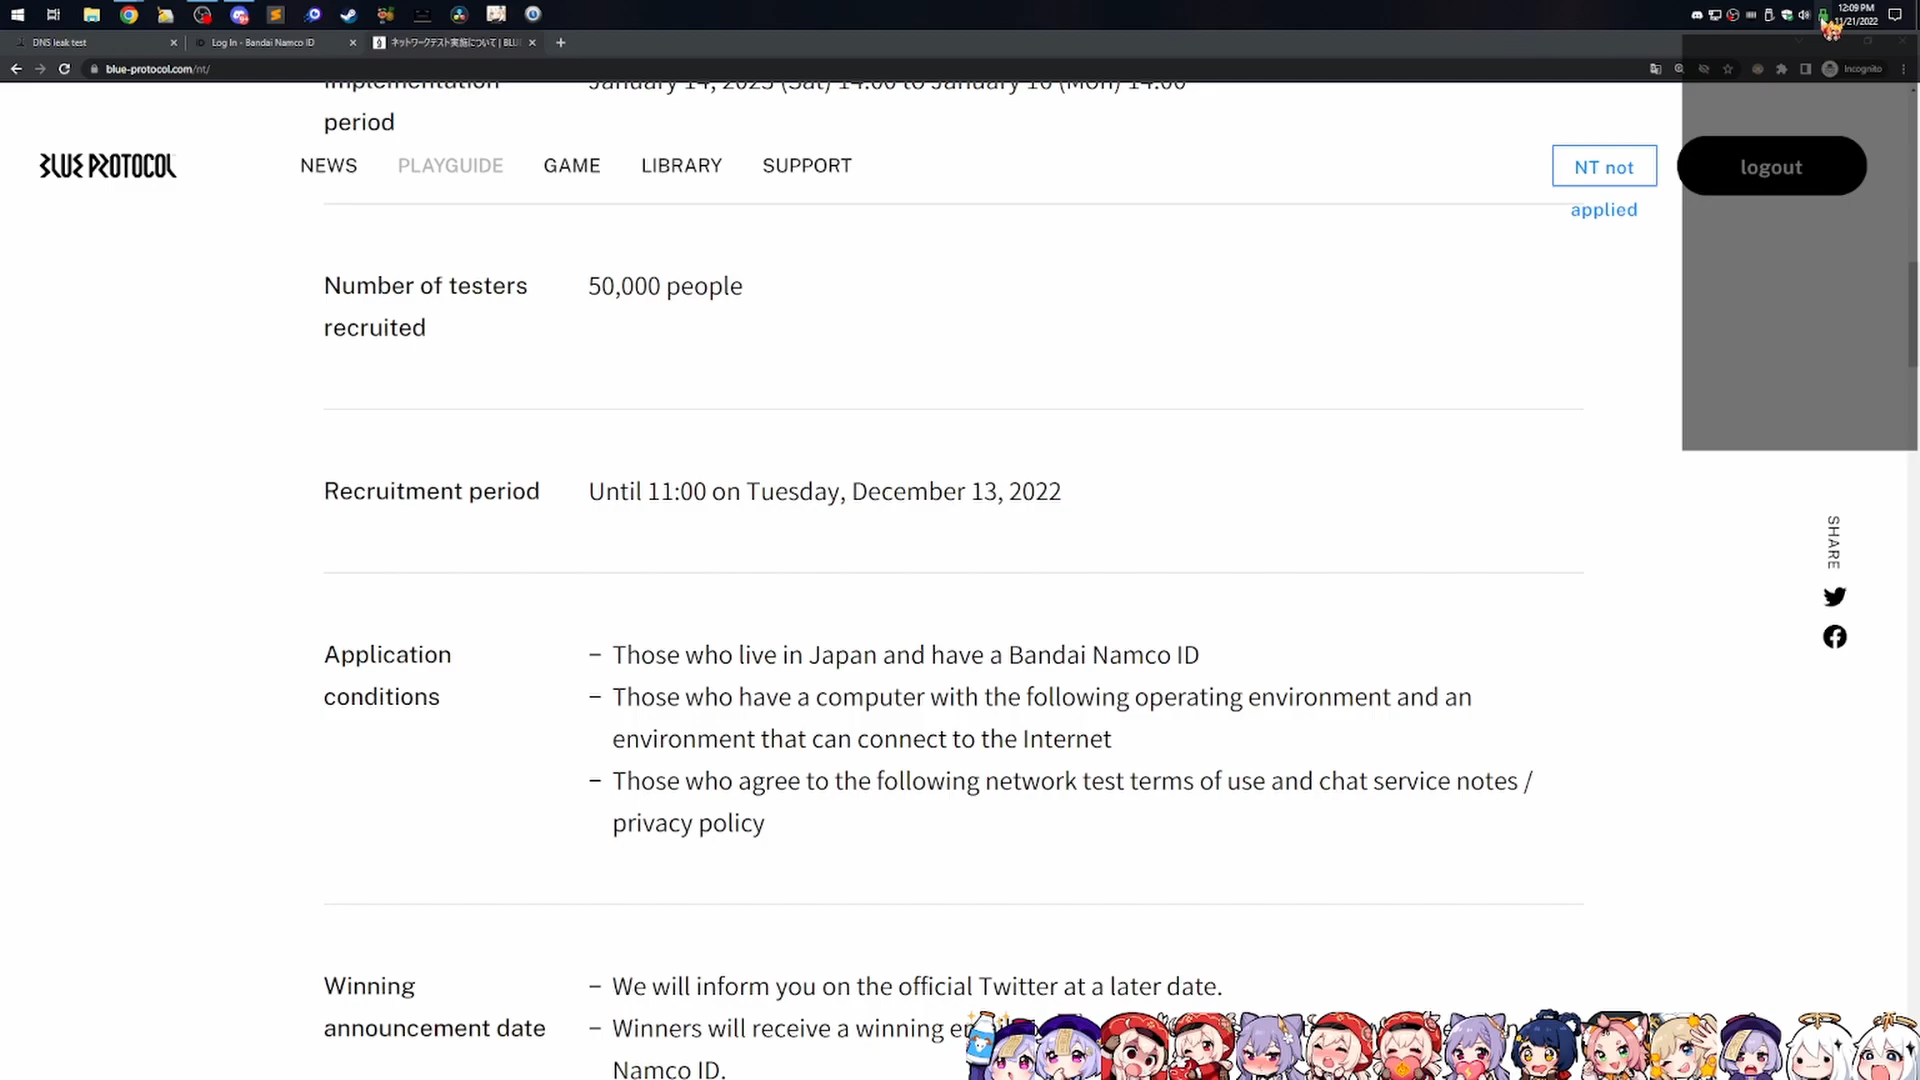 12:09 PM
11/21/2022
DNS leak test
Log In - Bandai Namco ID
ネットワークテスト実施について | BLU
blue-protocol.com/nt/
Incognito
Implementation January 14, 2023 (Sat) 14:00 to January 16 (Mon) 14:00
period
BLUE PROTOCOL
NEWS PLAYGUIDE GAME LIBRARY SUPPORT
NT not
applied
logout
Number of testers 50,000 people
recruited
Recruitment period Until 11:00 on Tuesday, December 13, 2022
SHARE
Application
conditions
– Those who live in Japan and have a Bandai Namco ID
– Those who have a computer with the following operating environment and an
environment that can connect to the Internet
– Those who agree to the following network test terms of use and chat service notes /
privacy policy
Winning
announcement date
– We will inform you on the official Twitter at a later date.
– Winners will receive a winning
Namco ID.